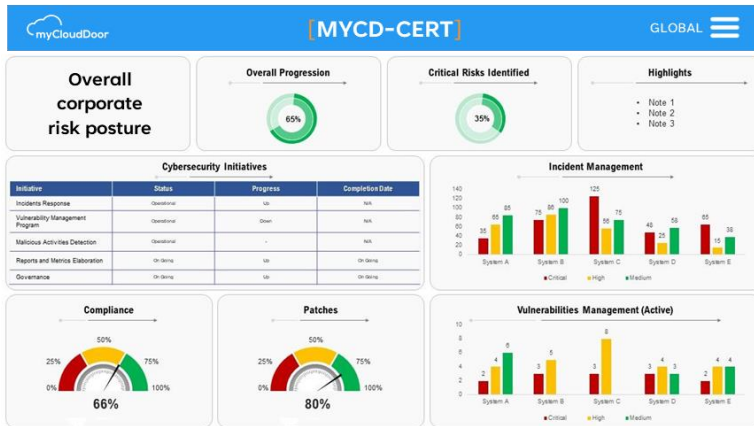 myCloudDoor
[MYCD-CERT]
GLOBAL
Overall
corporate
risk posture
Overall Progression
65%
Critical Risks Identified
35%
Highlights
• Note 1
• Note 2
• Note 3
Cybersecurity Initiatives
Initiative Status Progress Completion Date
Incidents Response Operational Up N/A
Vulnerability Management
Program Operational Down N/A
Malicious Activities Detection Operational - N/A
Reports and Metrics Elaboration On Going Up On Going
Governance On Going Up On Going
Incident Management
140
120
100
80
60
40
20
0
35 65 85
75 86 100
125 56 75
48 25 58
65 15 38
System A System B System C System D System E
Critical High Medium
Compliance
0% 25% 50% 75% 100%
66%
Patches
0% 25% 50% 75% 100%
80%
Vulnerabilities Management (Active)
10
8
6
4
2
0
2 4 6
3 5
3 8
3 4 3
2 4 4
System A System B System C System D System E
Critical High Medium